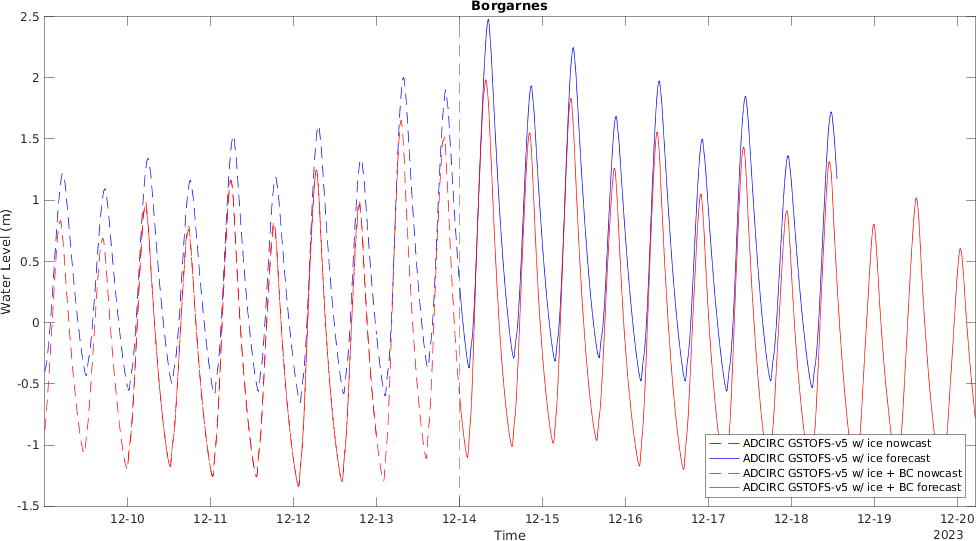 Borgarnes
2.5
2
1.5
1
0.5
0
-0.5
-1
-1.5
Water Level (m)
12-10 12-11 12-12 12-13 12-14 12-15 12-16 12-17 12-18 12-19 12-20
Time
2023
ADCIRC GSTOFS-v5 w/ ice nowcast
ADCIRC GSTOFS-v5 w/ ice forecast
ADCIRC GSTOFS-v5 w/ ice + BC nowcast
ADCIRC GSTOFS-v5 w/ ice + BC forecast